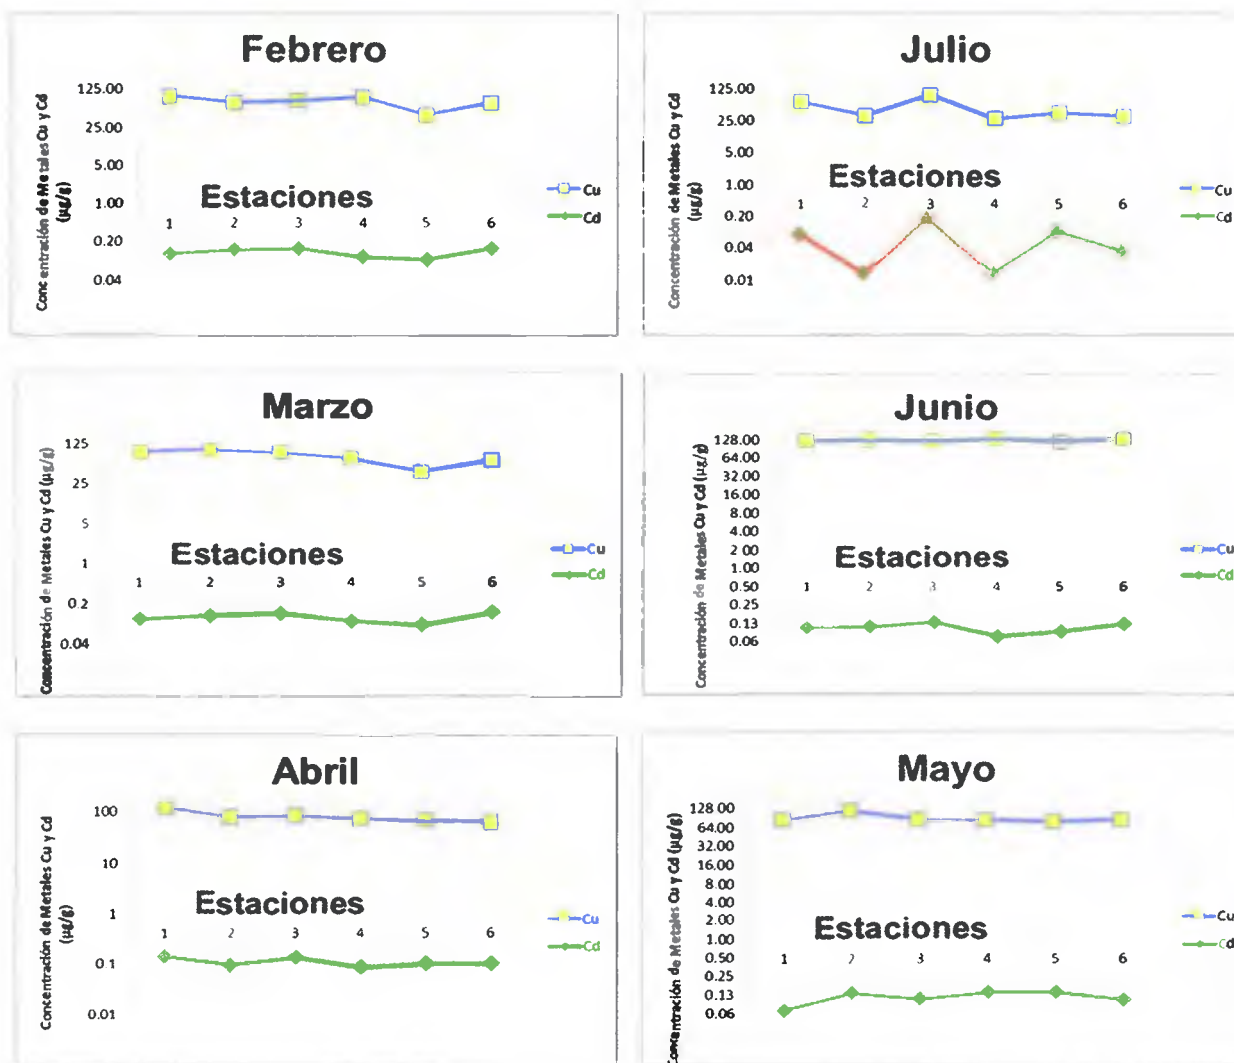 Febrero
Concentración de Metales Cu y Cd
(µg/g)
125.00
25.00
5.00
1.00
0.20
0.04
Estaciones
1 2 3 4 5 6
Cu
Cd
Julio
Concentración de Metales Cu y Cd
(µg/g)
125.00
25.00
5.00
1.00
0.20
0.04
0.01
Estaciones
1 2 3 4 5 6
Cu
Cd
Marzo
Concentración de Metales Cu y Cd (µg/g)
125
25
5
1
0.2
0.04
Estaciones
1 2 3 4 5 6
Cu
Cd
Junio
Concentración de Metales Cu y Cd (µg/g)
128.00
64.00
32.00
16.00
8.00
4.00
2.00
1.00
0.50
0.25
0.13
0.06
Estaciones
1 2 3 4 5 6
Cu
Cd
Abril
Concentración de Metales Cu y Cd
(µg/g)
100
10
1
0.1
0.01
Estaciones
1 2 3 4 5 6
Cu
Cd
Mayo
Concentración de Metales Cu y Cd (µg/g)
128.00
64.00
32.00
16.00
8.00
4.00
2.00
1.00
0.50
0.25
0.13
0.06
Estaciones
1 2 3 4 5 6
Cu
Cd